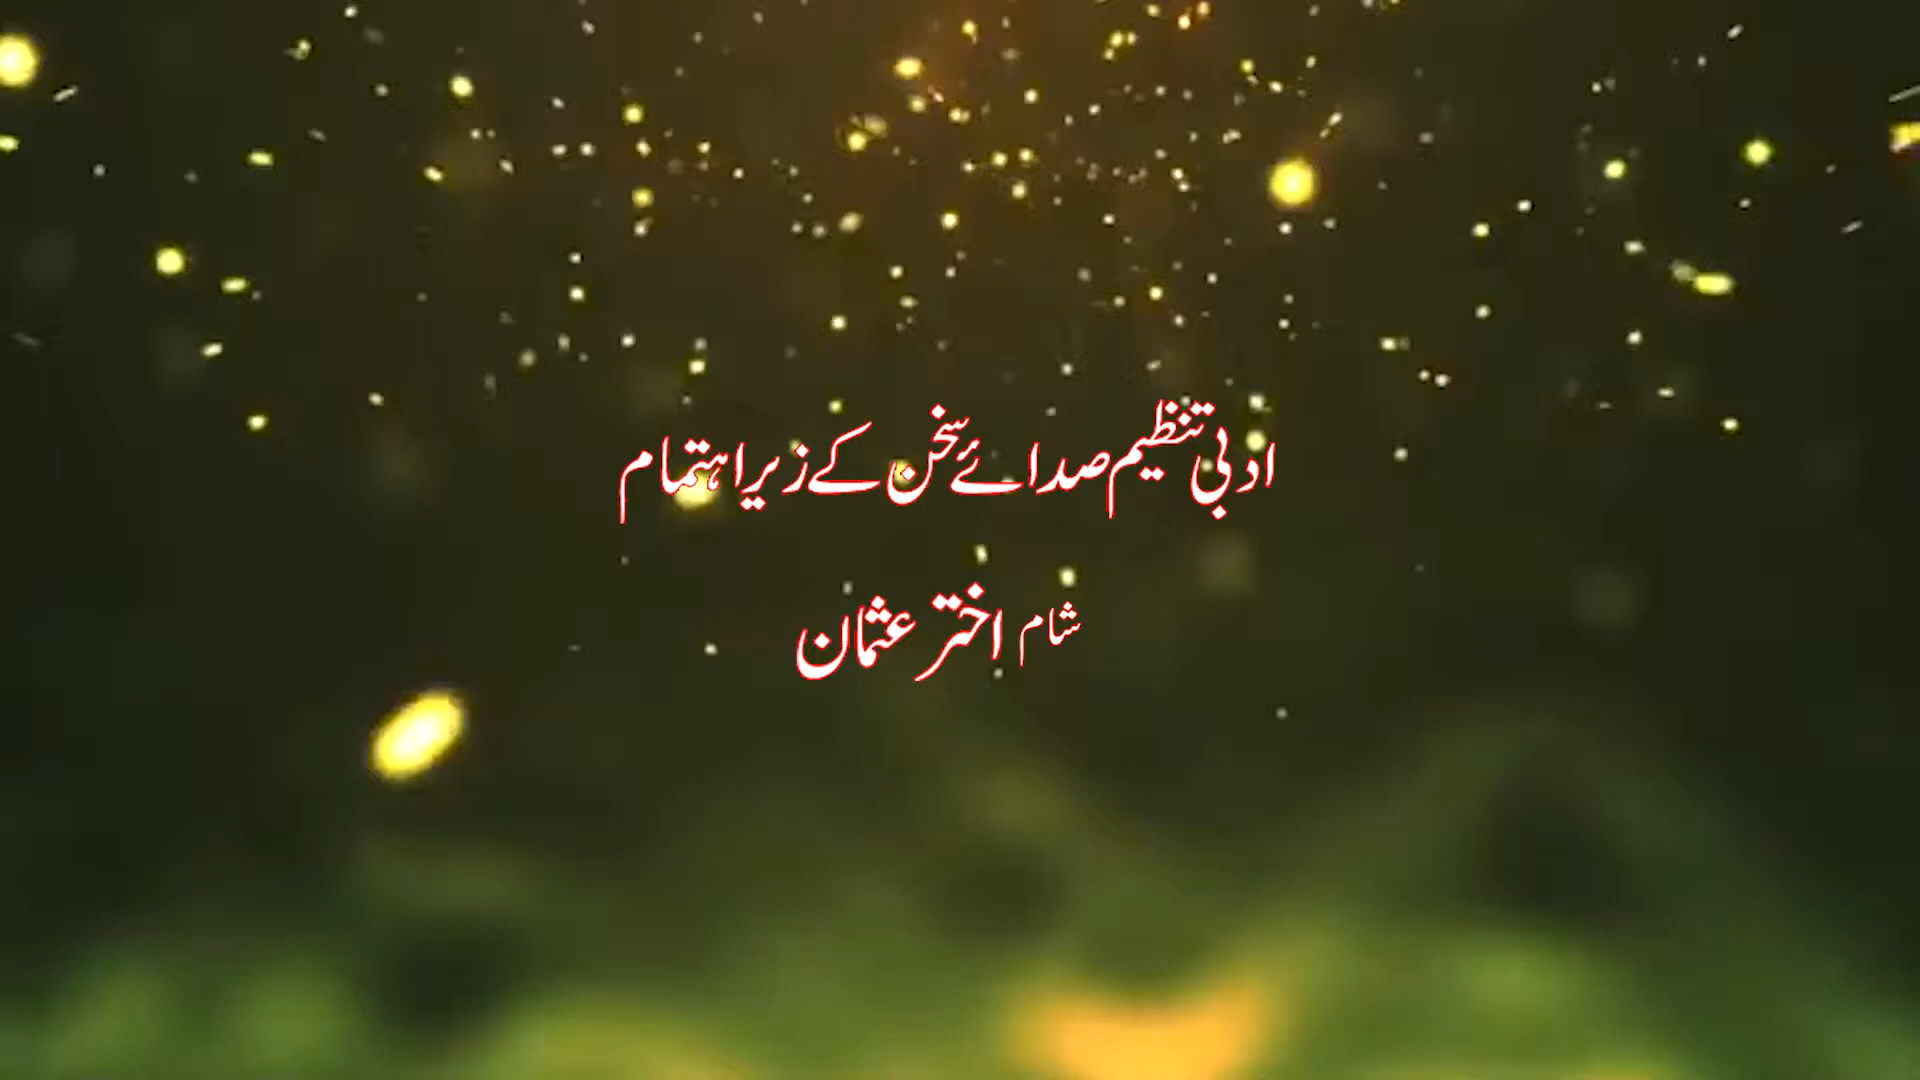 ادبی تنظیم صدائے سخن کے زیر اہتمام
شام اختر عثمان